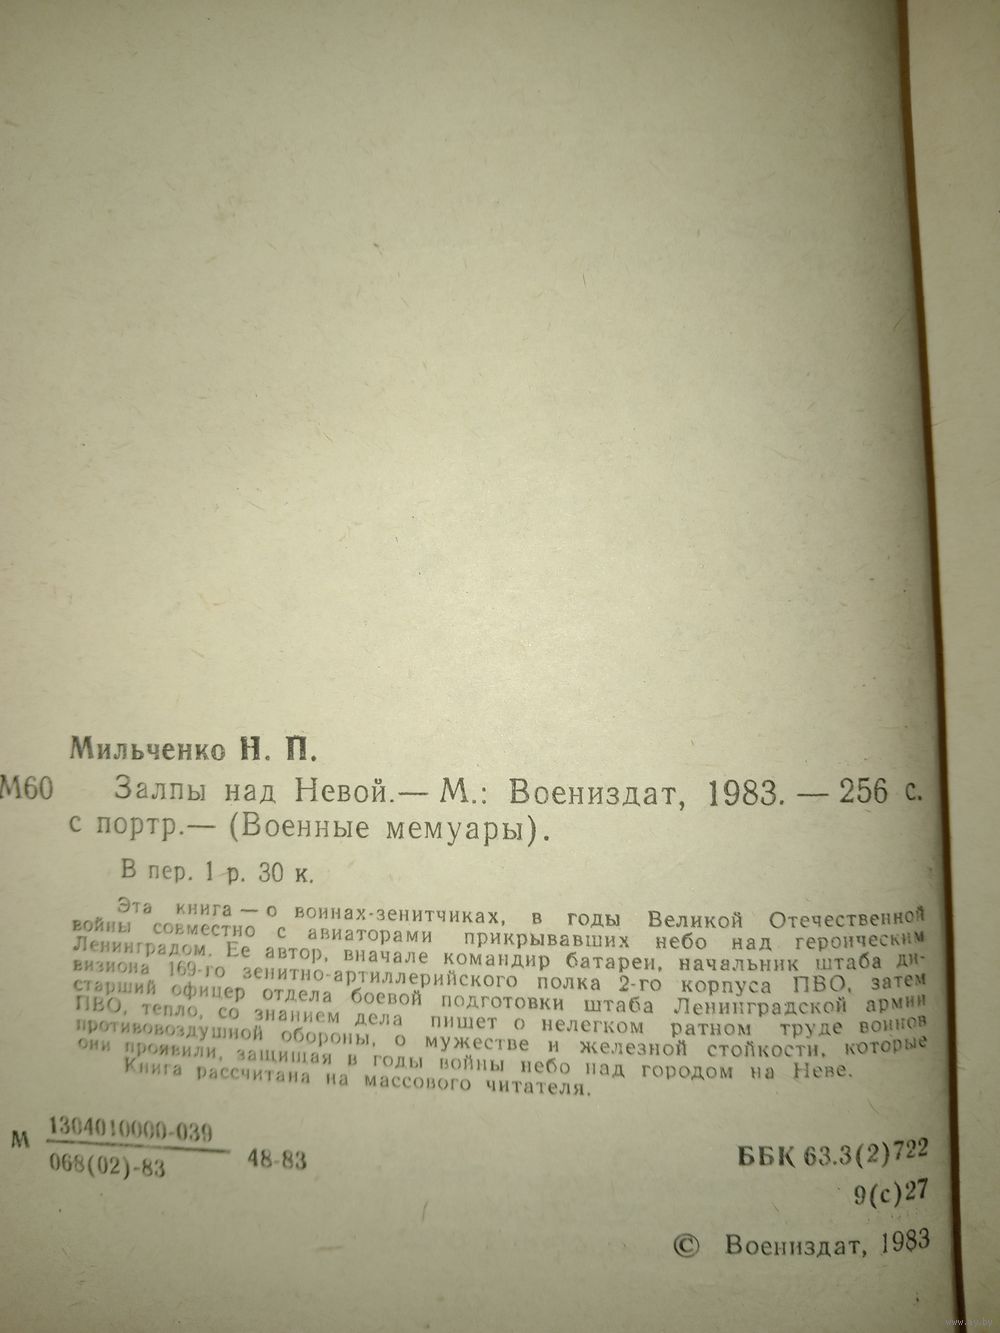 Мильченко Н. П.
М60 Залпы над Невой.— М.: Воениздат, 1983. — 256 с.
с портр.— (Военные мемуары).
В пер. 1 р. 30 к.
Эта книга — о воинах-зенитчиках, в годы Великой Отечественной
войны совместно с авиаторами прикрывавших небо над героическим
Ленинградом. Ее автор, вначале командир батареи, начальник штаба ди-
визиона 169-го зенитно-артиллерийского полка 2-го корпуса ПВО, затем
старший офицер отдела боевой подготовки штаба Ленинградской армии
ПВО, тепло, со знанием дела пишет о нелегком ратном труде воинов
противовоздушной обороны, о мужестве и железной стойкости, которые
они проявили, защищая в годы войны небо над городом на Неве.
Книга рассчитана на массового читателя.
М 1304010000-039
068(02)-83 48-83
ББК 63.3(2)722
9(с)27
© Воениздат, 1983
www.ay.by